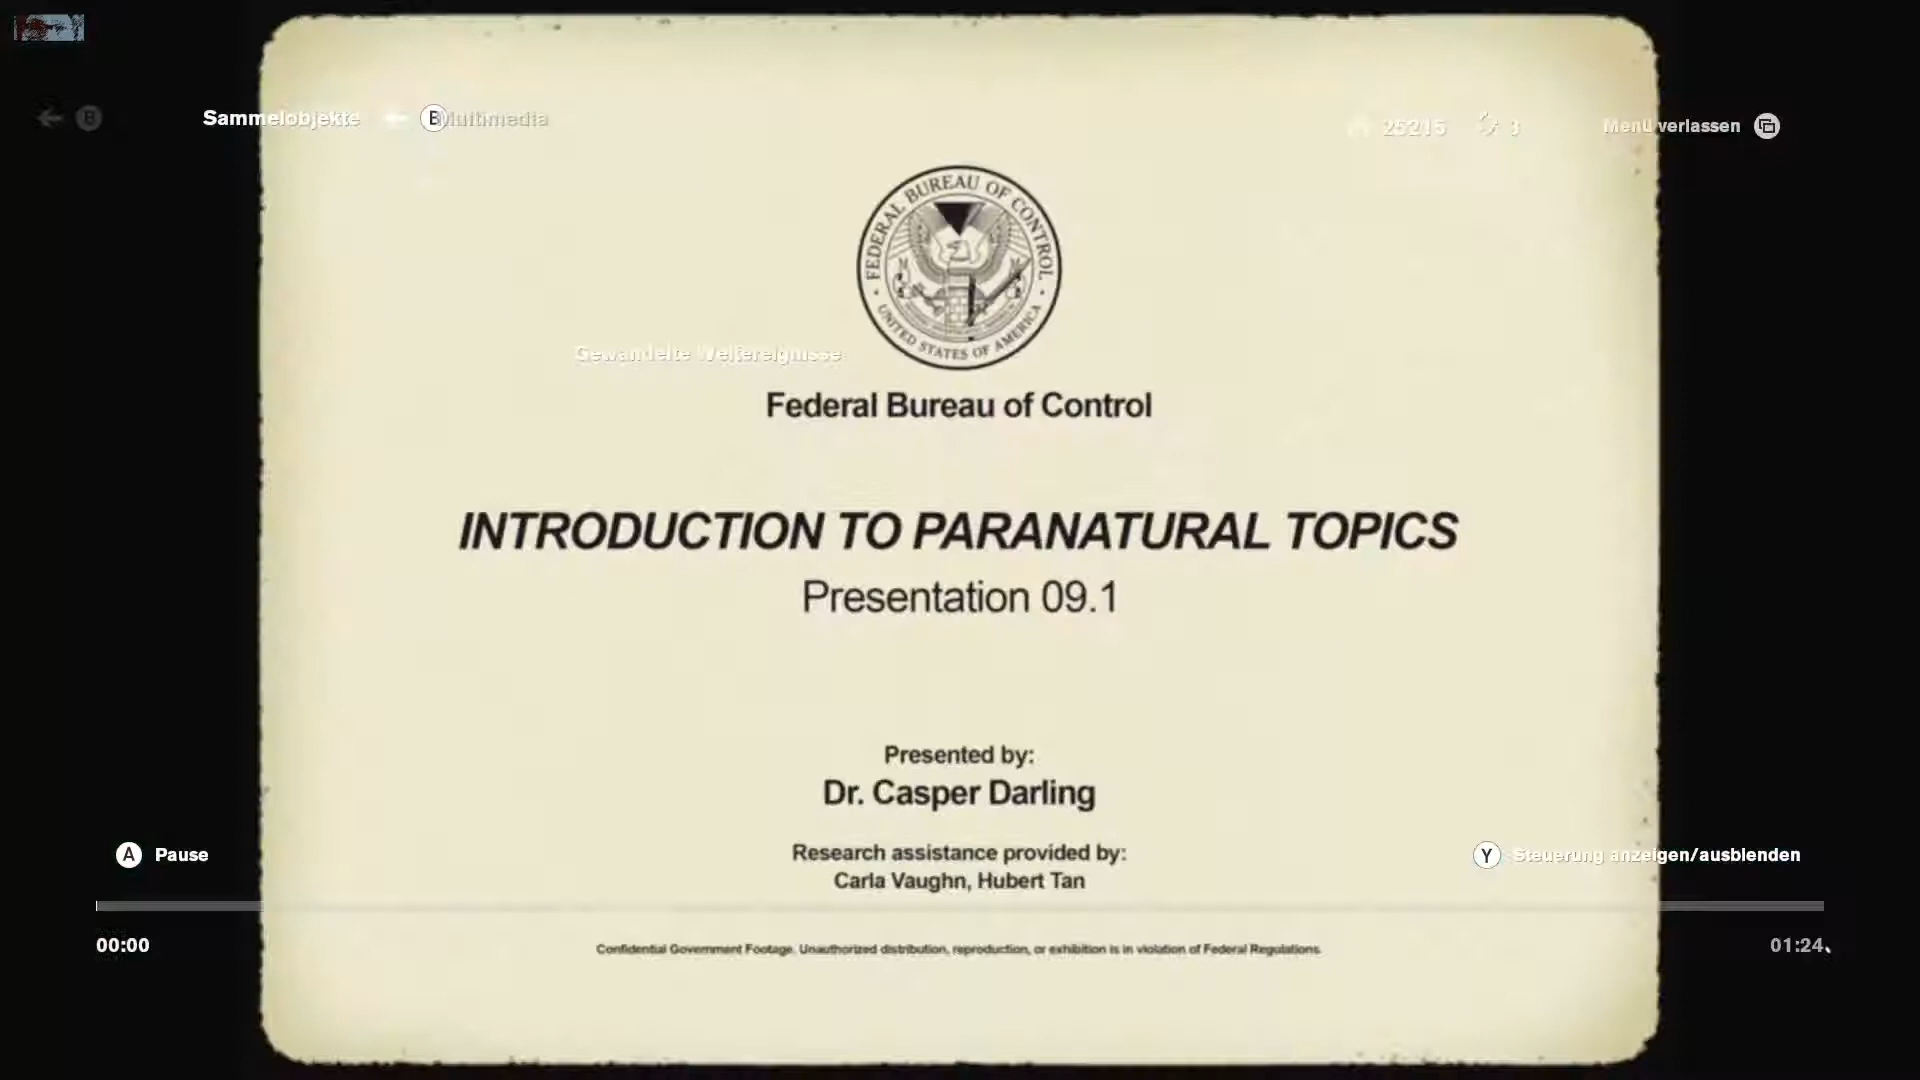 B
Sammelobjekte
B
Multimedia
25215
3
Menü verlassen
FEDERAL BUREAU OF CONTROL
UNITED STATES OF AMERICA
Gewandelte Weltereignisse
Federal Bureau of Control
INTRODUCTION TO PARANATURAL TOPICS
Presentation 09.1
Presented by:
Dr. Casper Darling
Research assistance provided by:
Carla Vaughn, Hubert Tan
A Pause
Y Steuerung anzeigen/ausblenden
00:00
01:24
Confidential Government Footage. Unauthorized distribution, reproduction, or exhibition is in violation of Federal Regulations.